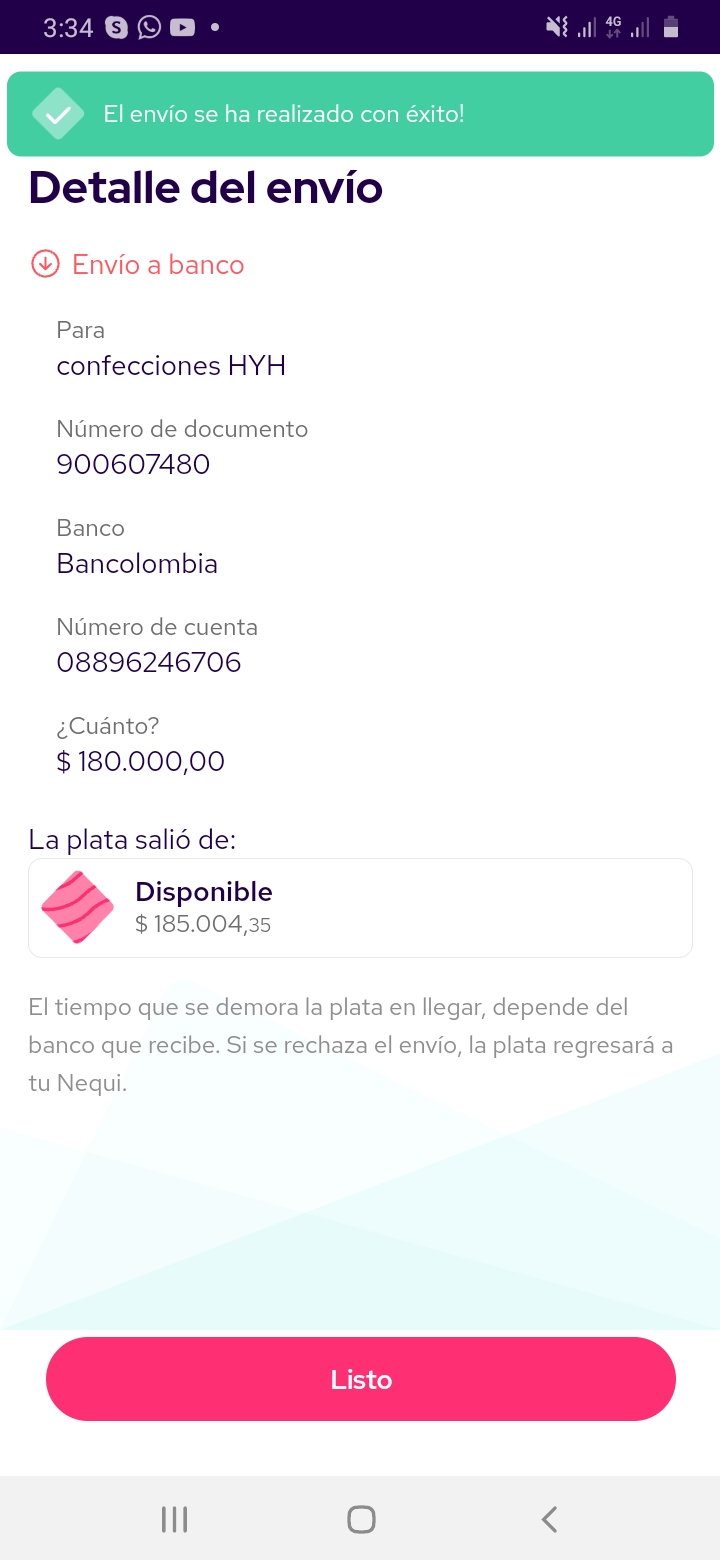 3:34
4G
El envío se ha realizado con éxito!
Detalle del envío
Envío a banco
Para
confecciones HYH
Número de documento
900607480
Banco
Bancolombia
Número de cuenta
08896246706
¿Cuánto?
$ 180.000,00
La plata salió de:
Disponible
$ 185.004,35
El tiempo que se demora la plata en llegar, depende del
banco que recibe. Si se rechaza el envío, la plata regresará a
tu Nequi.
Listo